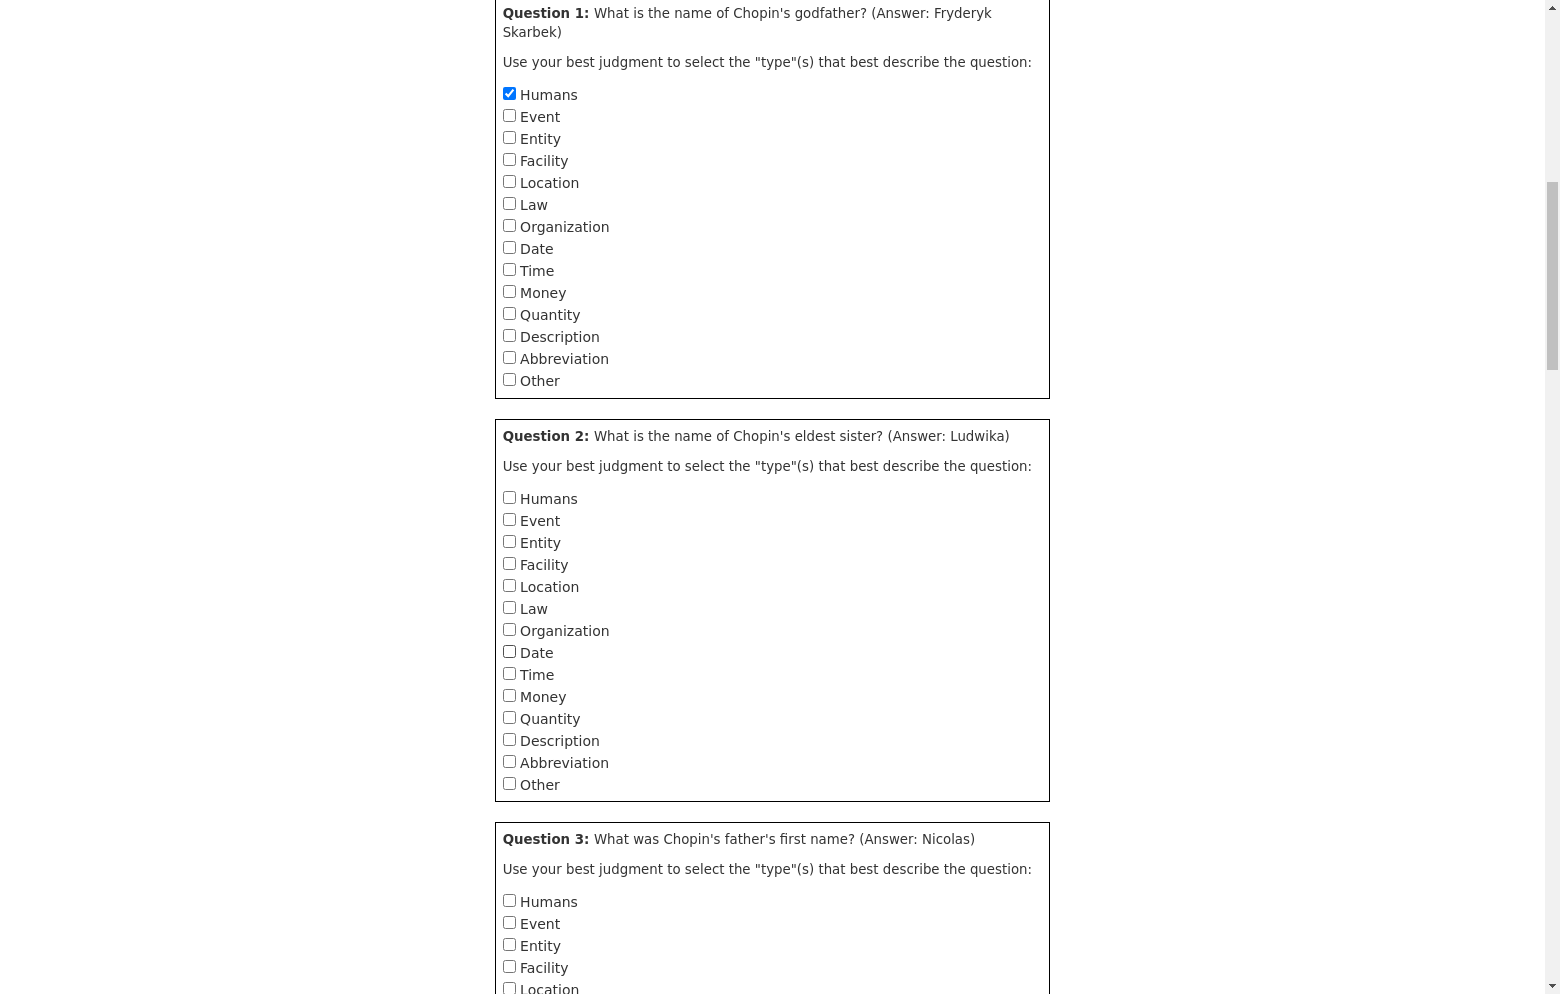 Question 1: What is the name of Chopin's godfather? (Answer: Fryderyk
Skarbek)
Use your best judgment to select the "type"(s) that best describe the question:
Humans
Event
Entity
Facility
Location
Law
Organization
Date
Time
Money
Quantity
Description
Abbreviation
Other
Question 2: What is the name of Chopin's eldest sister? (Answer: Ludwika)
Use your best judgment to select the "type"(s) that best describe the question:
Humans
Event
Entity
Facility
Location
Law
Organization
Date
Time
Money
Quantity
Description
Abbreviation
Other
Question 3: What was Chopin's father's first name? (Answer: Nicolas)
Use your best judgment to select the "type"(s) that best describe the question:
Humans
Event
Entity
Facility
Location